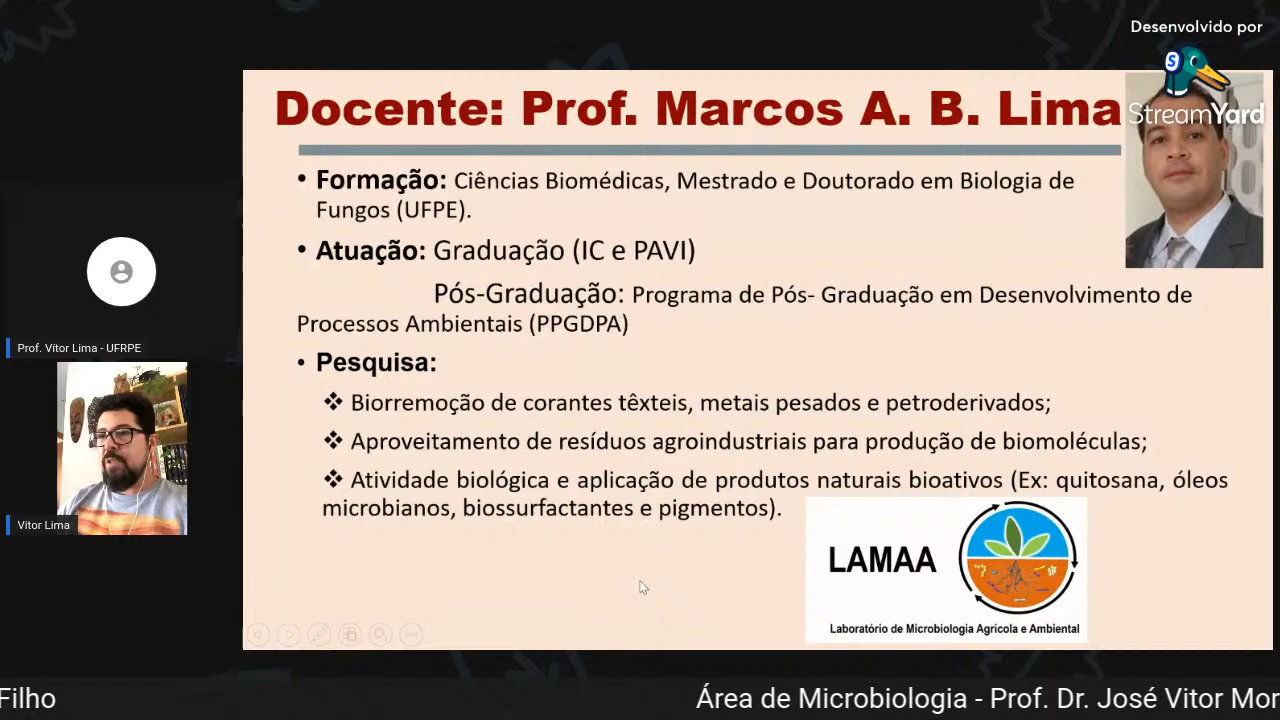 Desenvolvido por
StreamYard
Docente: Prof. Marcos A. B. Lima
• Formação: Ciências Biomédicas, Mestrado e Doutorado em Biologia de
Fungos (UFPE).
• Atuação: Graduação (IC e PAVI)
Pós-Graduação: Programa de Pós- Graduação em Desenvolvimento de
Processos Ambientais (PPGDPA)
• Pesquisa:
❖ Biorremoção de corantes têxteis, metais pesados e petroderivados;
❖ Aproveitamento de resíduos agroindustriais para produção de biomoléculas;
❖ Atividade biológica e aplicação de produtos naturais bioativos (Ex: quitosana, óleos
microbianos, biossurfactantes e pigmentos).
LAMAA
Laboratório de Microbiologia Agrícola e Ambiental
Prof. Vítor Lima - UFRPE
Vítor Lima
Filho
Área de Microbiologia - Prof. Dr. José Vitor Mor